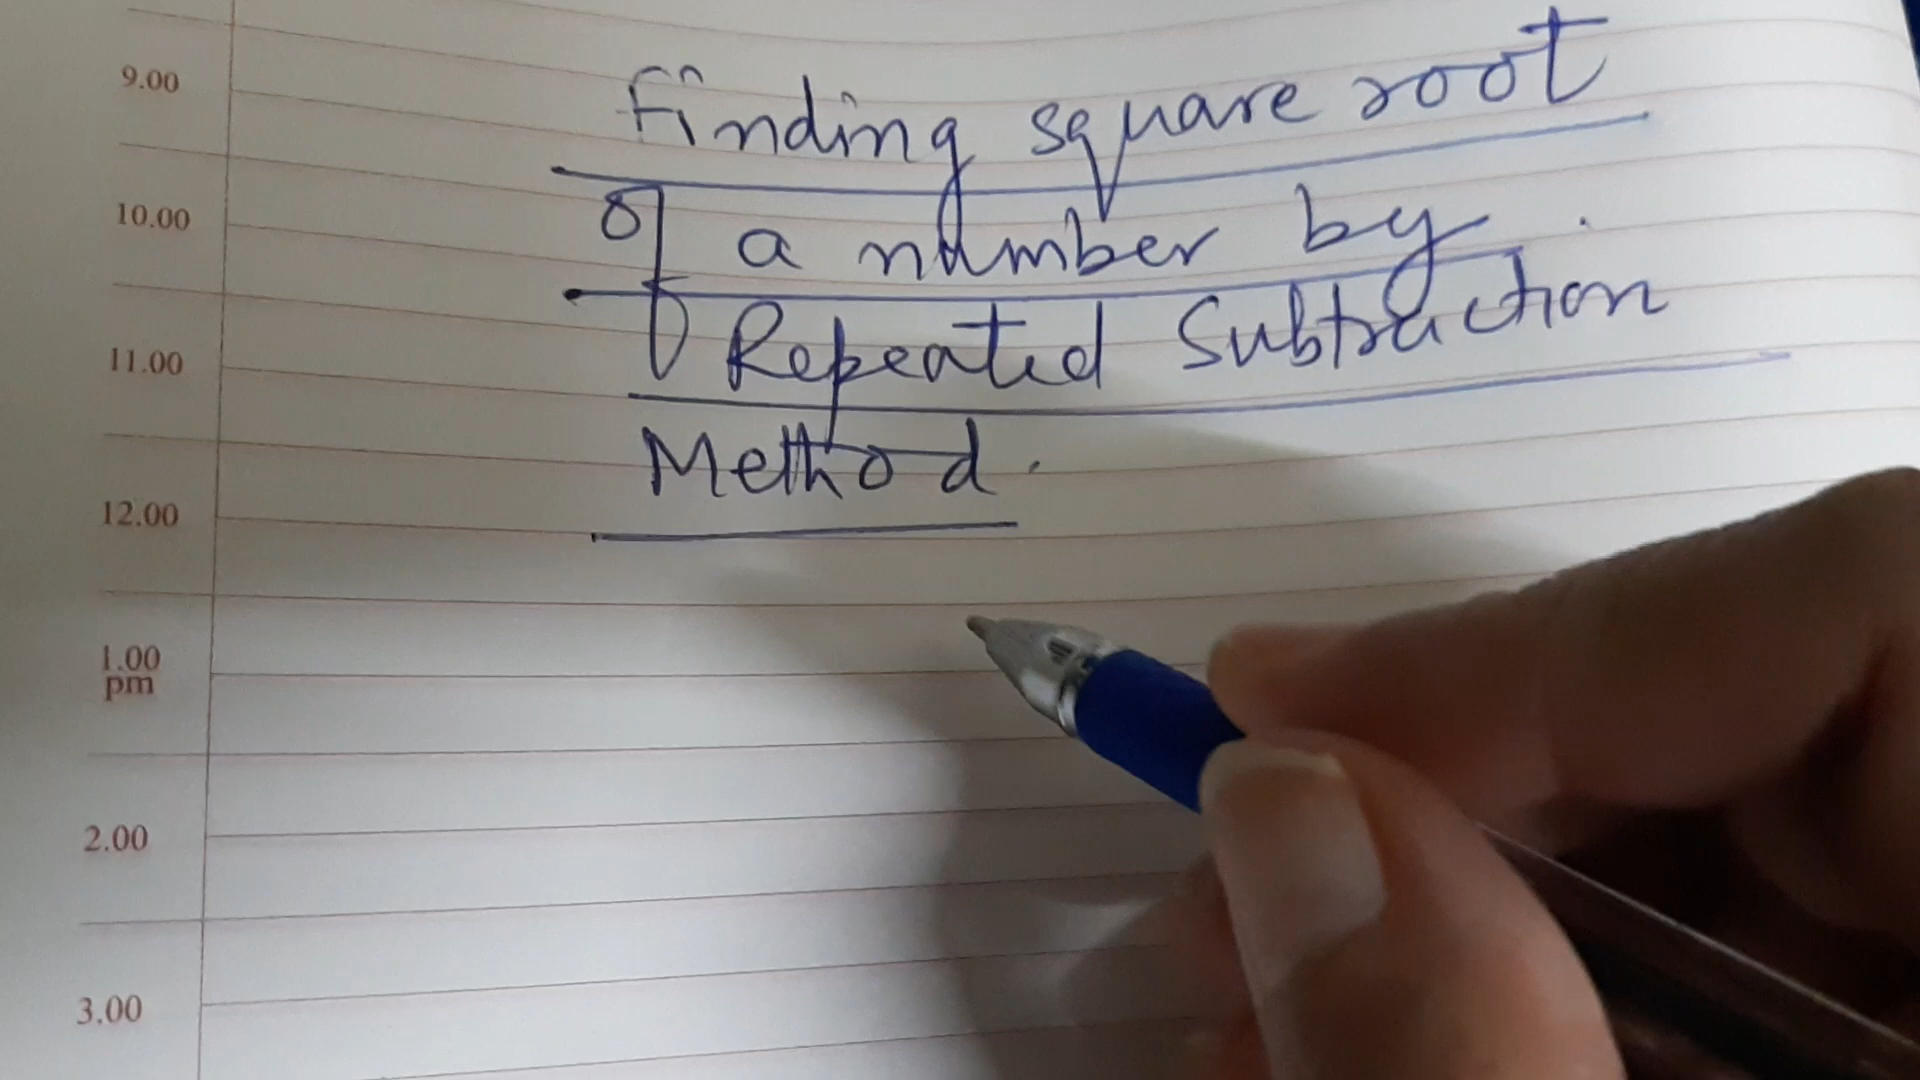 Finding square root
9.00
of a number by
10.00
Repeated Subtraction
11.00
Method.
12.00
1.00
pm
2.00
3.00